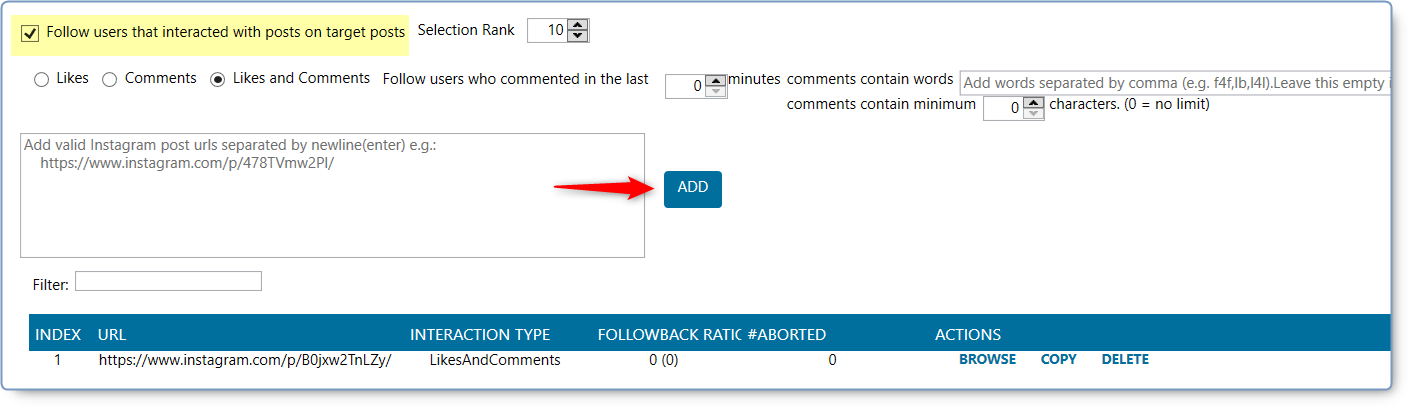 Follow users that interacted with posts on target posts Selection Rank 10
Likes Comments Likes and Comments Follow users who commented in the last 0 minutes comments contain words Add words separated by comma (e.g. f4f,lb,l4l).Leave this empty i
comments contain minimum 0 characters. (0 = no limit)
Add valid Instagram post urls separated by newline(enter) e.g.:
https://www.instagram.com/p/478TVmw2Pl/
ADD
Filter:
INDEX URL INTERACTION TYPE FOLLOWBACK RATIO #ABORTED ACTIONS
1 https://www.instagram.com/p/B0jxw2TnLZy/ LikesAndComments 0 (0) 0 BROWSE COPY DELETE